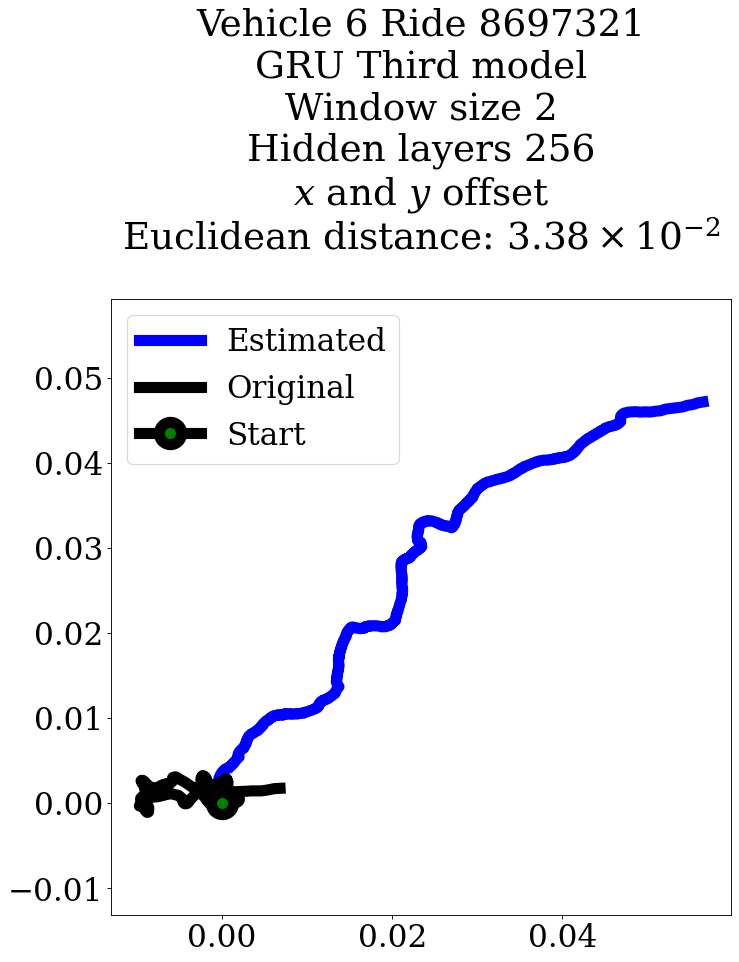 Vehicle 6 Ride 8697321
GRU Third model
Window size 2
Hidden layers 256
x and y offset
Euclidean distance: 3.38 × 10⁻²
Estimated
Original
Start
0.05
0.04
0.03
0.02
0.01
0.00
−0.01
0.00 0.02 0.04